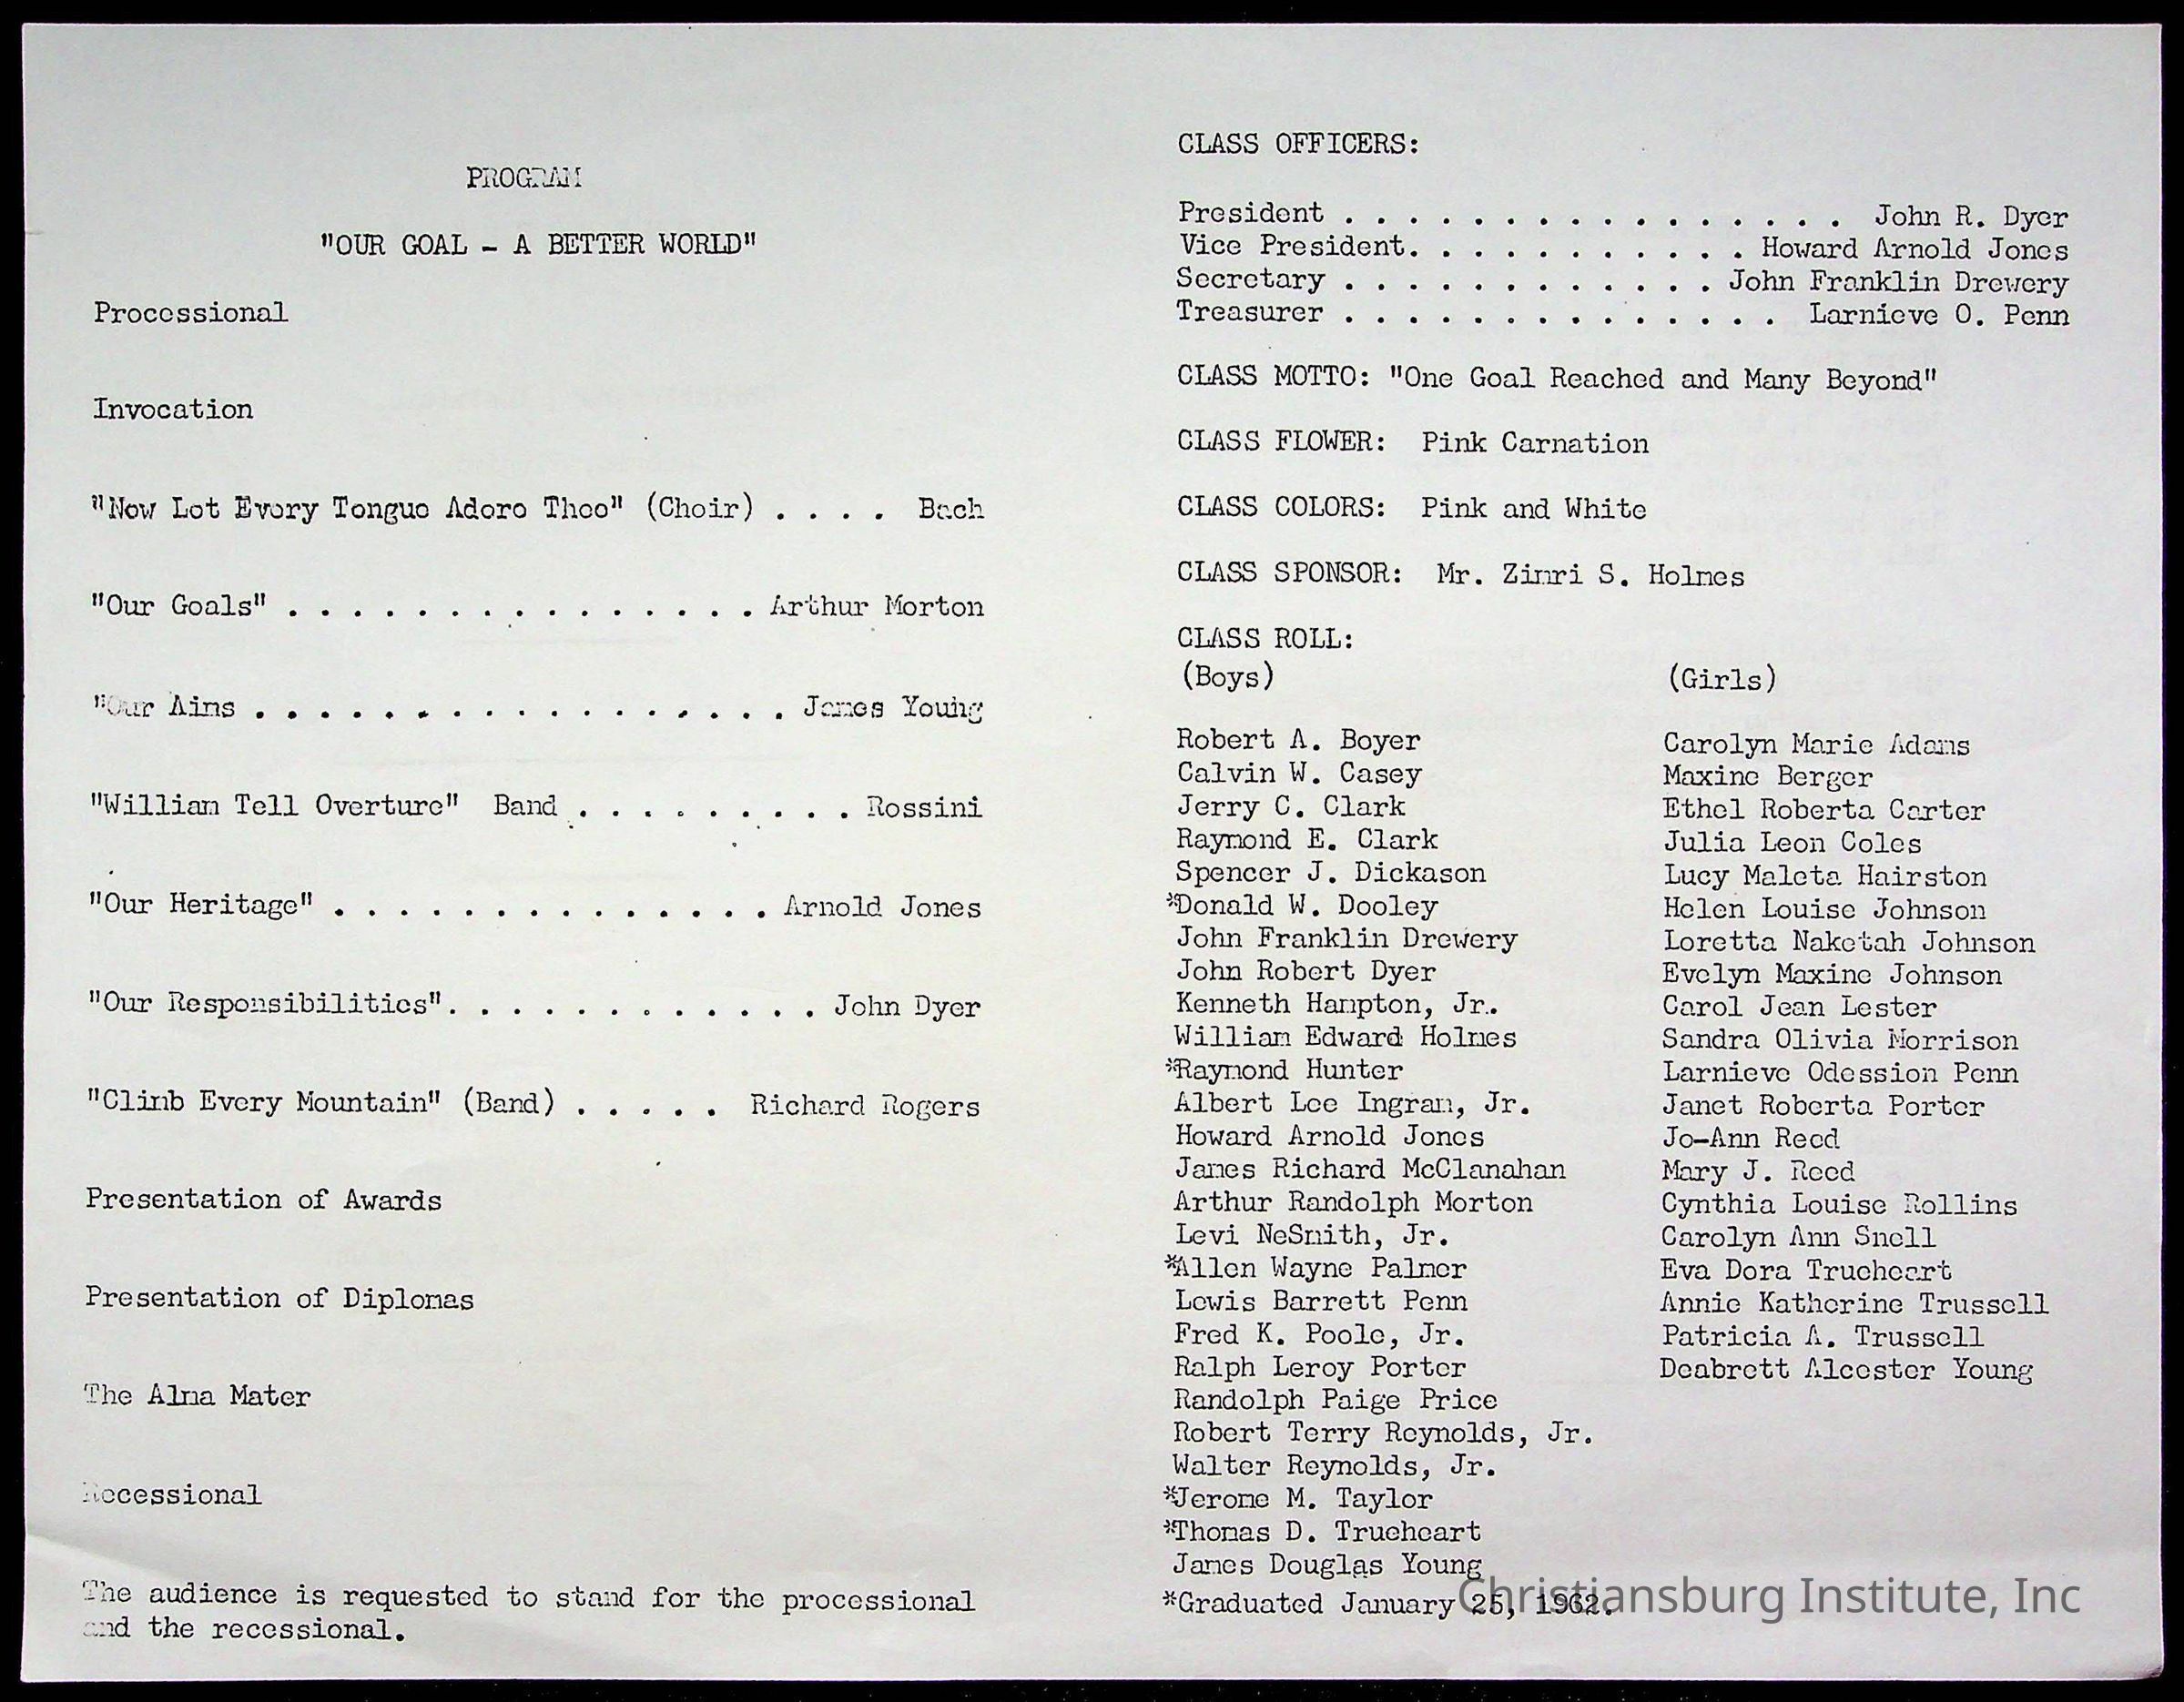 PROGRAM
"OUR GOAL - A BETTER WORLD"
Processional
Invocation
"Now Let Every Tongue Adore Thee" (Choir) . . . . Bach
"Our Goals" . . . . . . . . . . . . . . . Arthur Morton
"Our Aims . . . . . . . . . . . . . . . . . James Young
"William Tell Overture" Band . . . . . . . . . Rossini
"Our Heritage" . . . . . . . . . . . . . . Arnold Jones
"Our Responsibilities". . . . . . . . . . . . John Dyer
"Climb Every Mountain" (Band) . . . . . Richard Rogers
Presentation of Awards
Presentation of Diplomas
The Alma Mater
Recessional
The audience is requested to stand for the processional
and the recessional.
CLASS OFFICERS:
President . . . . . . . . . . . . . . . . John R. Dyer
Vice President. . . . . . . . . . . Howard Arnold Jones
Secretary . . . . . . . . . . . . John Franklin Drewery
Treasurer . . . . . . . . . . . . . . Larnieve O. Penn
CLASS MOTTO: "One Goal Reached and Many Beyond"
CLASS FLOWER: Pink Carnation
CLASS COLORS: Pink and White
CLASS SPONSOR: Mr. Zimri S. Holmes
CLASS ROLL:
(Boys)
Robert A. Boyer
Calvin W. Casey
Jerry C. Clark
Raymond E. Clark
Spencer J. Dickason
*Donald W. Dooley
John Franklin Drewery
John Robert Dyer
Kenneth Hampton, Jr.
William Edward Holmes
*Raymond Hunter
Albert Lee Ingram, Jr.
Howard Arnold Jones
James Richard McClanahan
Arthur Randolph Morton
Levi NeSmith, Jr.
*Allen Wayne Palmer
Lewis Barrett Penn
Fred K. Poole, Jr.
Ralph Leroy Porter
Randolph Paige Price
Robert Terry Reynolds, Jr.
Walter Reynolds, Jr.
*Jerome M. Taylor
*Thomas D. Trueheart
James Douglas Young
*Graduated January 25, 1962.
(Girls)
Carolyn Marie Adams
Maxine Berger
Ethel Roberta Carter
Julia Leon Coles
Lucy Maleta Hairston
Helen Louise Johnson
Loretta Naketah Johnson
Evelyn Maxine Johnson
Carol Jean Lester
Sandra Olivia Morrison
Larnieve Odession Penn
Janet Roberta Porter
Jo-Ann Reed
Mary J. Reed
Cynthia Louise Rollins
Carolyn Ann Snell
Eva Dora Trueheart
Annie Katherine Trussell
Patricia A. Trussell
Deabrett Alcester Young
Christiansburg Institute, Inc